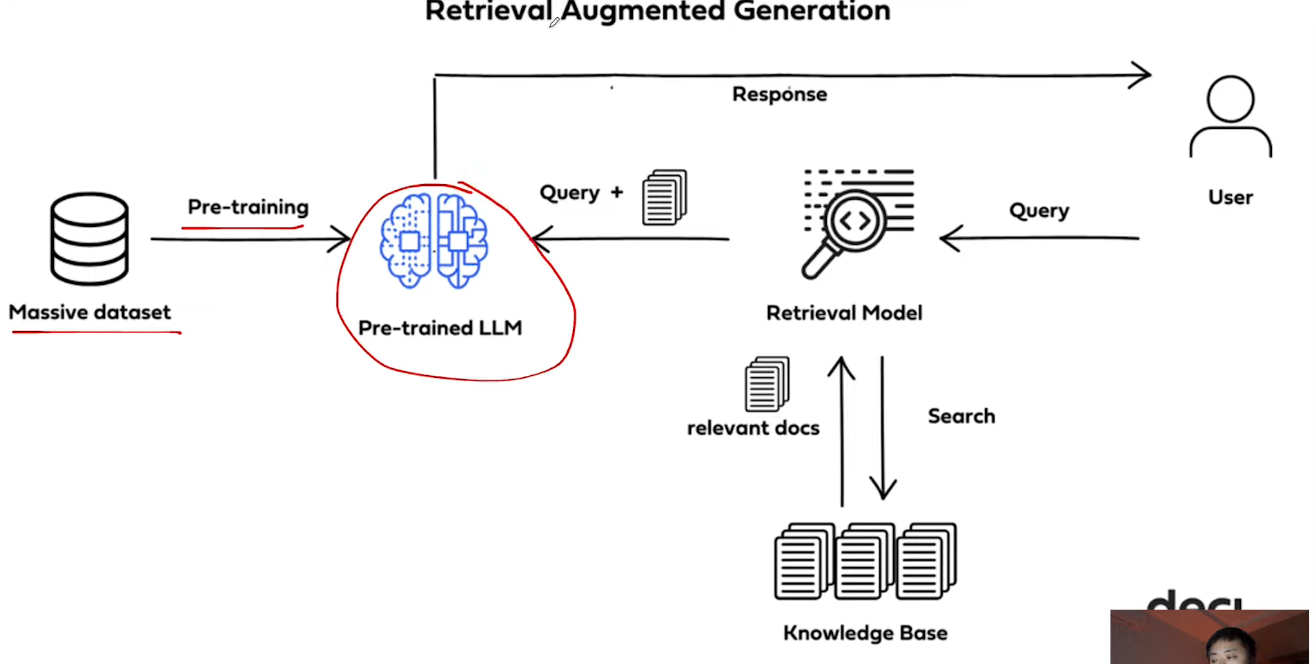 Retrieval Augmented Generation
Response
User
Pre-training
Query +
Query
Massive dataset
Pre-trained LLM
Retrieval Model
relevant docs
Search
Knowledge Base